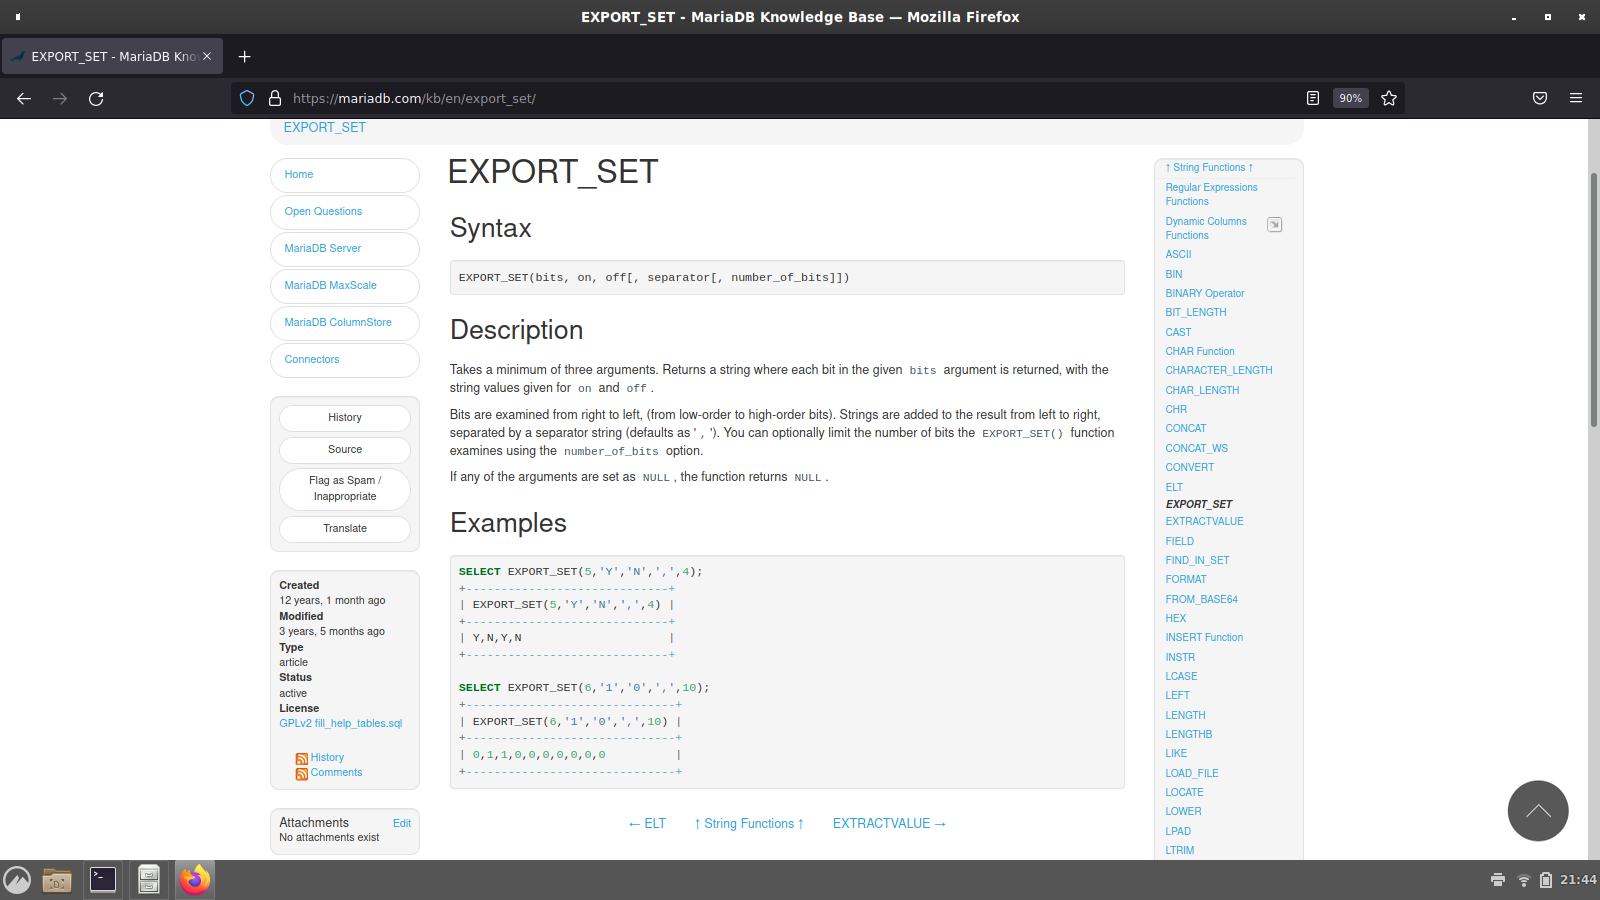 EXPORT_SET - MariaDB Knowledge Base — Mozilla Firefox
EXPORT_SET - MariaDB Kno
https://mariadb.com/kb/en/export_set/
90%
EXPORT_SET
Home
Open Questions
MariaDB Server
MariaDB MaxScale
MariaDB ColumnStore
Connectors
History
Source
Flag as Spam /
Inappropriate
Translate
Created
12 years, 1 month ago
Modified
3 years, 5 months ago
Type
article
Status
active
License
GPLv2 fill_help_tables.sql
History
Comments
Attachments
Edit
No attachments exist
EXPORT_SET
Syntax
EXPORT_SET(bits, on, off[, separator[, number_of_bits]])
Description
Takes a minimum of three arguments. Returns a string where each bit in the given bits argument is returned, with the
string values given for on and off .
Bits are examined from right to left, (from low-order to high-order bits). Strings are added to the result from left to right,
separated by a separator string (defaults as ' , '). You can optionally limit the number of bits the EXPORT_SET() function
examines using the number_of_bits option.
If any of the arguments are set as NULL , the function returns NULL .
Examples
SELECT EXPORT_SET(5,'Y','N',',',4);
+-----------------------------+
| EXPORT_SET(5,'Y','N',',',4) |
+-----------------------------+
| Y,N,Y,N                     |
+-----------------------------+
SELECT EXPORT_SET(6,'1','0',',',10);
+------------------------------+
| EXPORT_SET(6,'1','0',',',10) |
+------------------------------+
| 0,1,1,0,0,0,0,0,0,0          |
+------------------------------+
← ELT
↑ String Functions ↑
EXTRACTVALUE →
↑ String Functions ↑
Regular Expressions
Functions
Dynamic Columns
Functions
ASCII
BIN
BINARY Operator
BIT_LENGTH
CAST
CHAR Function
CHARACTER_LENGTH
CHAR_LENGTH
CHR
CONCAT
CONCAT_WS
CONVERT
ELT
EXPORT_SET
EXTRACTVALUE
FIELD
FIND_IN_SET
FORMAT
FROM_BASE64
HEX
INSERT Function
INSTR
LCASE
LEFT
LENGTH
LENGTHB
LIKE
LOAD_FILE
LOCATE
LOWER
LPAD
LTRIM
21:44